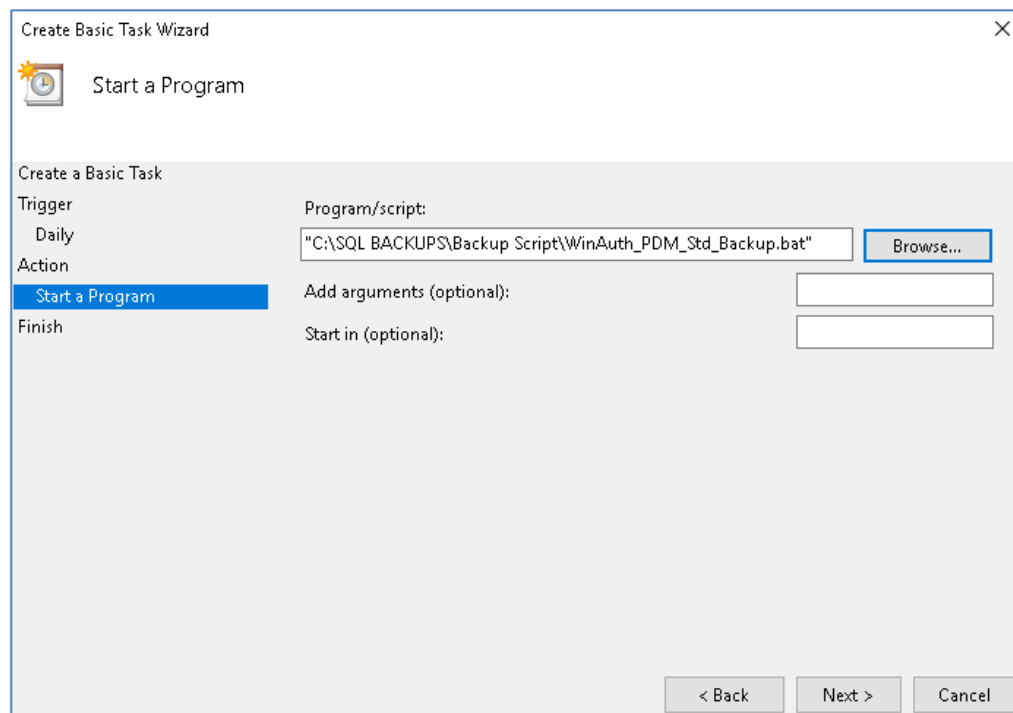 Create Basic Task Wizard
Start a Program
Create a Basic Task
Trigger
Daily
Action
Start a Program
Finish
Program/script:
"C:\SQL BACKUPS\Backup Script\WinAuth_PDM_Std_Backup.bat"
Browse...
Add arguments (optional):
Start in (optional):
< Back
Next >
Cancel